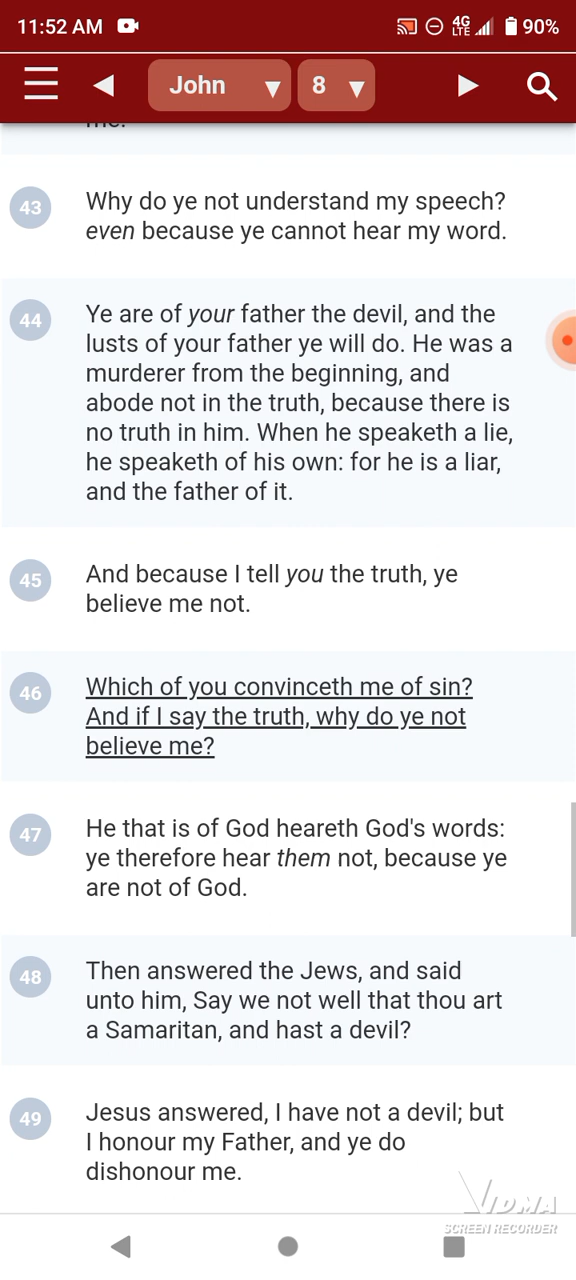 11:52 AM 4G LTE 90%
John 8
me.
43 Why do ye not understand my speech?
even because ye cannot hear my word.
44 Ye are of your father the devil, and the
lusts of your father ye will do. He was a
murderer from the beginning, and
abode not in the truth, because there is
no truth in him. When he speaketh a lie,
he speaketh of his own: for he is a liar,
and the father of it.
45 And because I tell you the truth, ye
believe me not.
46 Which of you convinceth me of sin?
And if I say the truth, why do ye not
believe me?
47 He that is of God heareth God's words:
ye therefore hear them not, because ye
are not of God.
48 Then answered the Jews, and said
unto him, Say we not well that thou art
a Samaritan, and hast a devil?
49 Jesus answered, I have not a devil; but
I honour my Father, and ye do
dishonour me.
VIDMA
SCREEN RECORDER